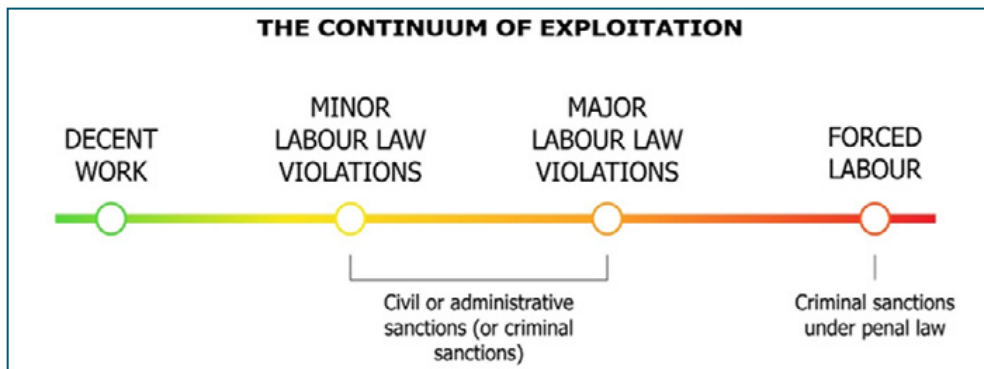 THE CONTINUUM OF EXPLOITATION
DECENT
WORK
MINOR
LABOUR LAW
VIOLATIONS
MAJOR
LABOUR LAW
VIOLATIONS
FORCED
LABOUR
Civil or administrative
sanctions (or criminal
sanctions)
Criminal sanctions
under penal law